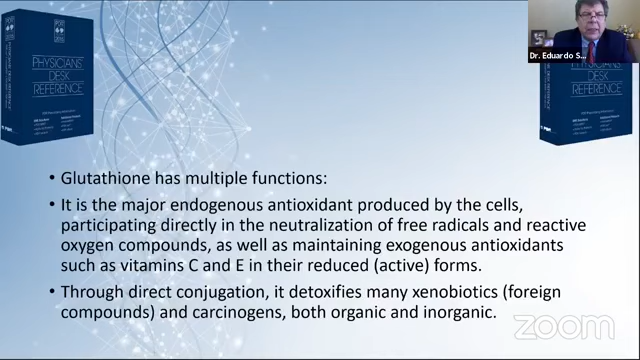 PDR
PHYSICIANS'
DESK
REFERENCE
Dr. Eduardo S...
DESK
REFERENCE
• Glutathione has multiple functions:
• It is the major endogenous antioxidant produced by the cells,
participating directly in the neutralization of free radicals and reactive
oxygen compounds, as well as maintaining exogenous antioxidants
such as vitamins C and E in their reduced (active) forms.
• Through direct conjugation, it detoxifies many xenobiotics (foreign
compounds) and carcinogens, both organic and inorganic.
zoom